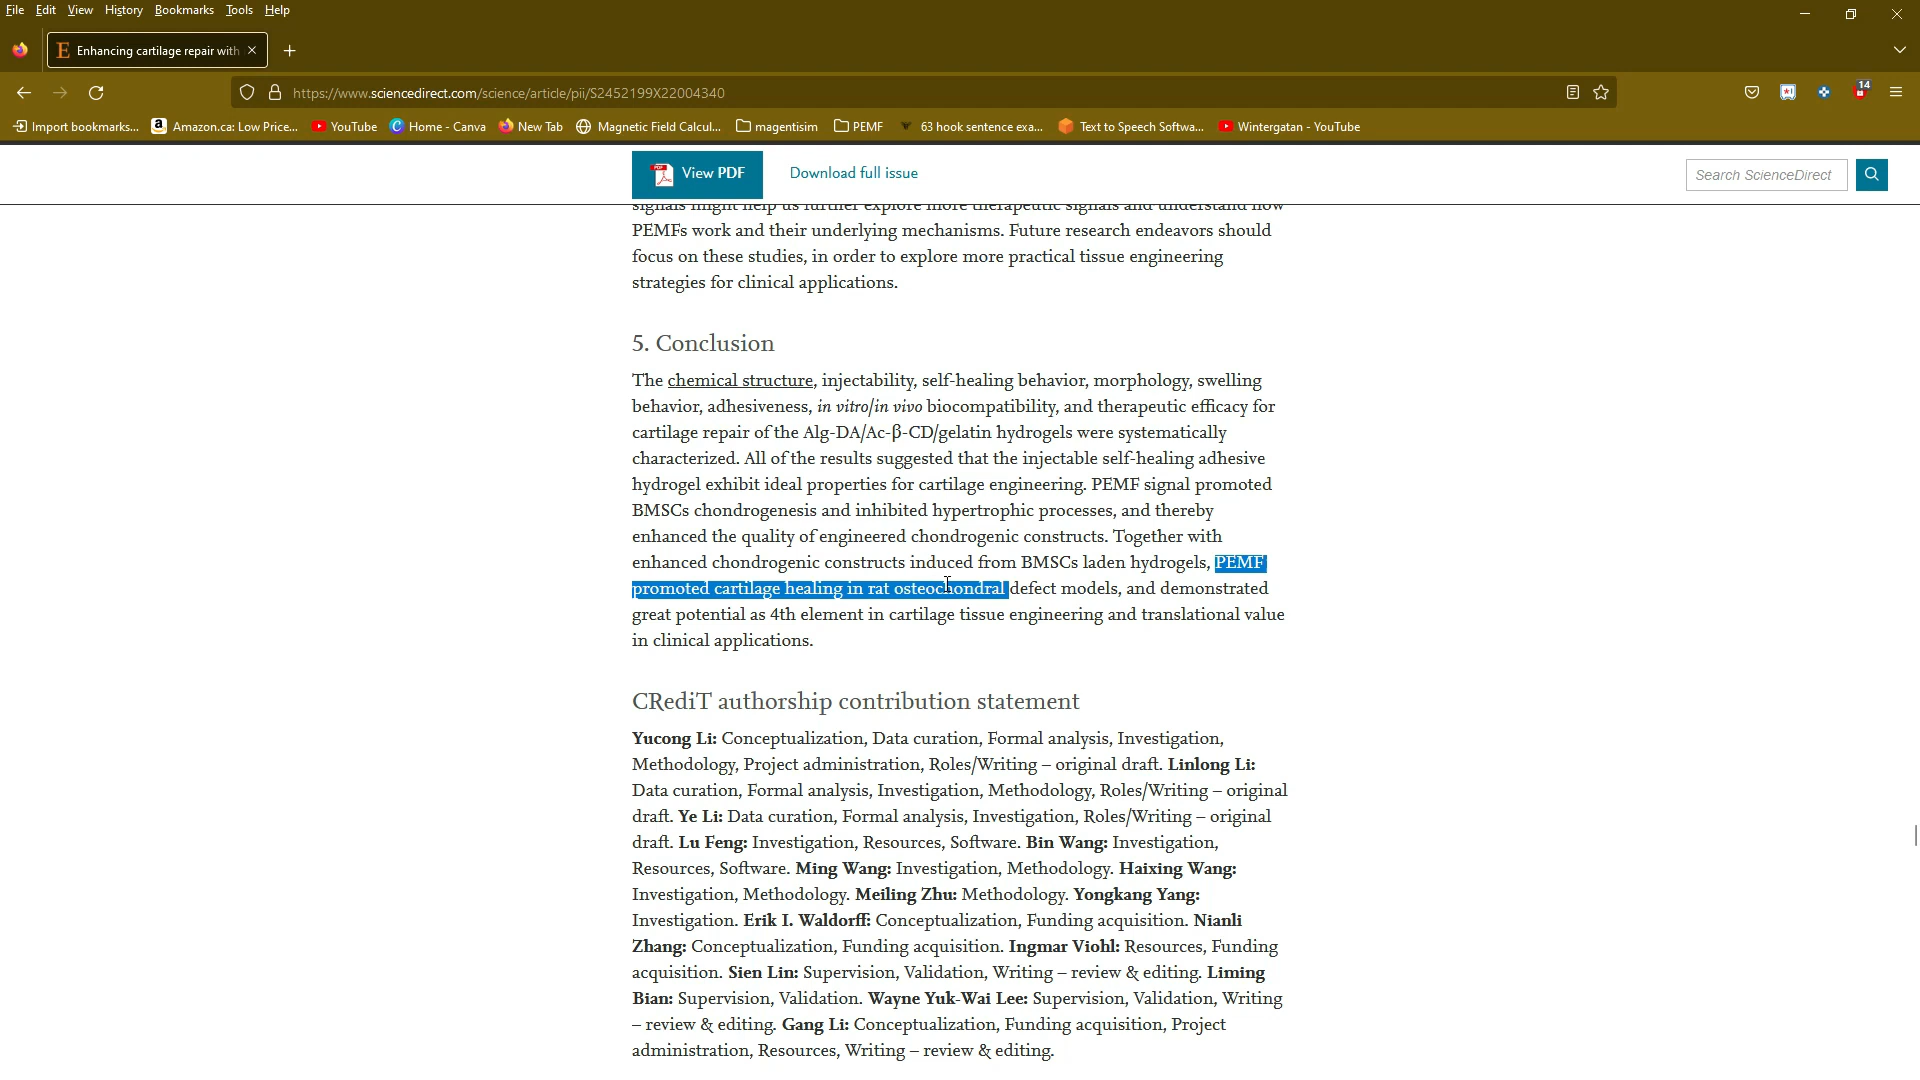 File Edit View History Bookmarks Tools Help
Enhancing cartilage repair with
https://www.sciencedirect.com/science/article/pii/S2452199X22004340
14
Import bookmarks... Amazon.ca: Low Price... YouTube Home - Canva New Tab Magnetic Field Calcul... magentisim PEMF 63 hook sentence exa... Text to Speech Softwa... Wintergatan - YouTube
View PDF Download full issue Search ScienceDirect
signals might help us further explore more therapeutic signals and understand how
PEMFs work and their underlying mechanisms. Future research endeavors should
focus on these studies, in order to explore more practical tissue engineering
strategies for clinical applications.
5. Conclusion
The chemical structure, injectability, self-healing behavior, morphology, swelling
behavior, adhesiveness, in vitro/in vivo biocompatibility, and therapeutic efficacy for
cartilage repair of the Alg-DA/Ac-β-CD/gelatin hydrogels were systematically
characterized. All of the results suggested that the injectable self-healing adhesive
hydrogel exhibit ideal properties for cartilage engineering. PEMF signal promoted
BMSCs chondrogenesis and inhibited hypertrophic processes, and thereby
enhanced the quality of engineered chondrogenic constructs. Together with
enhanced chondrogenic constructs induced from BMSCs laden hydrogels, PEMF
promoted cartilage healing in rat osteochondral defect models, and demonstrated
great potential as 4th element in cartilage tissue engineering and translational value
in clinical applications.
CRediT authorship contribution statement
Yucong Li: Conceptualization, Data curation, Formal analysis, Investigation,
Methodology, Project administration, Roles/Writing – original draft. Linlong Li:
Data curation, Formal analysis, Investigation, Methodology, Roles/Writing – original
draft. Ye Li: Data curation, Formal analysis, Investigation, Roles/Writing – original
draft. Lu Feng: Investigation, Resources, Software. Bin Wang: Investigation,
Resources, Software. Ming Wang: Investigation, Methodology. Haixing Wang:
Investigation, Methodology. Meiling Zhu: Methodology. Yongkang Yang:
Investigation. Erik I. Waldorff: Conceptualization, Funding acquisition. Nianli
Zhang: Conceptualization, Funding acquisition. Ingmar Viohl: Resources, Funding
acquisition. Sien Lin: Supervision, Validation, Writing – review & editing. Liming
Bian: Supervision, Validation. Wayne Yuk-Wai Lee: Supervision, Validation, Writing
– review & editing. Gang Li: Conceptualization, Funding acquisition, Project
administration, Resources, Writing – review & editing.